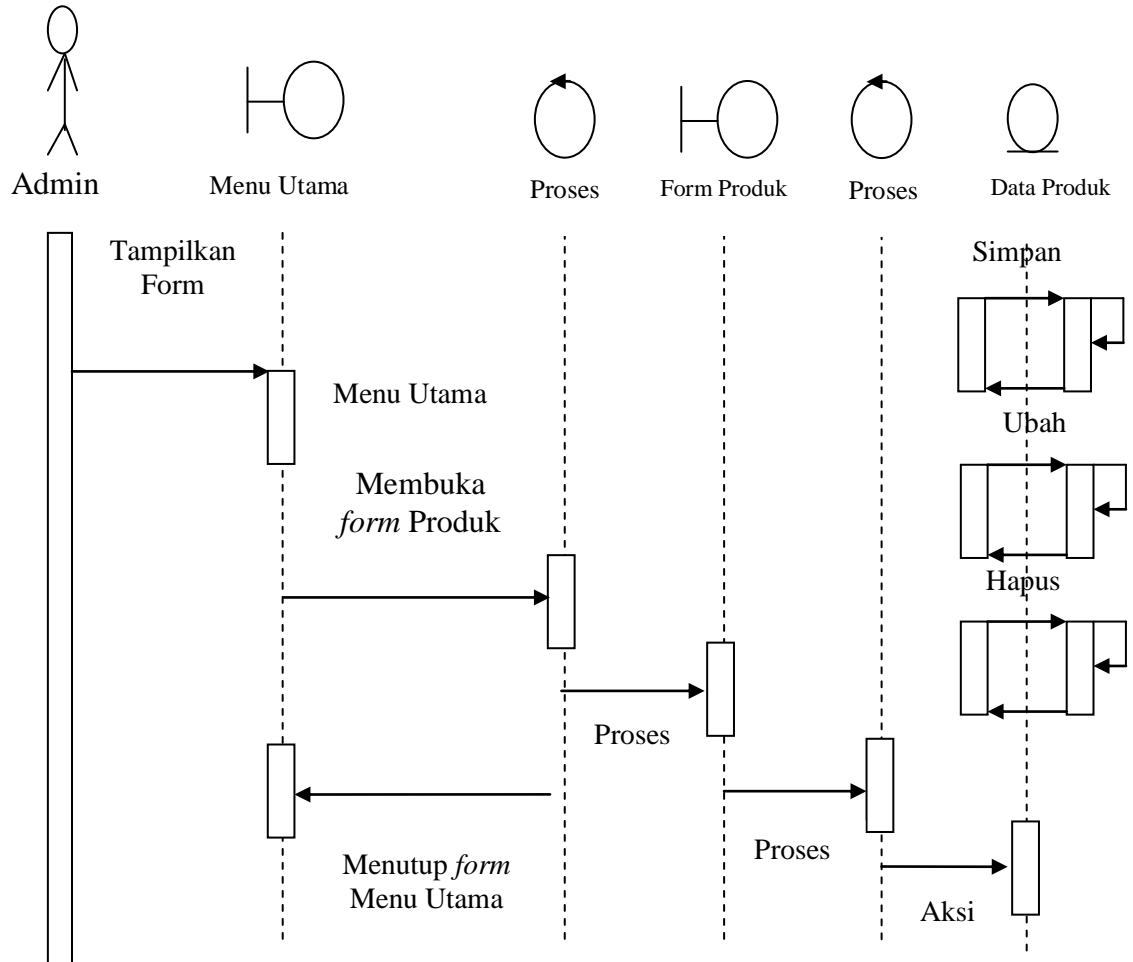 Admin
Menu Utama
Proses
Form Produk
Proses
Data Produk
Tampilkan
Form
Simpan
Menu Utama
Ubah
Membuka
form Produk
Hapus
Proses
Menutup form
Menu Utama
Proses
Aksi